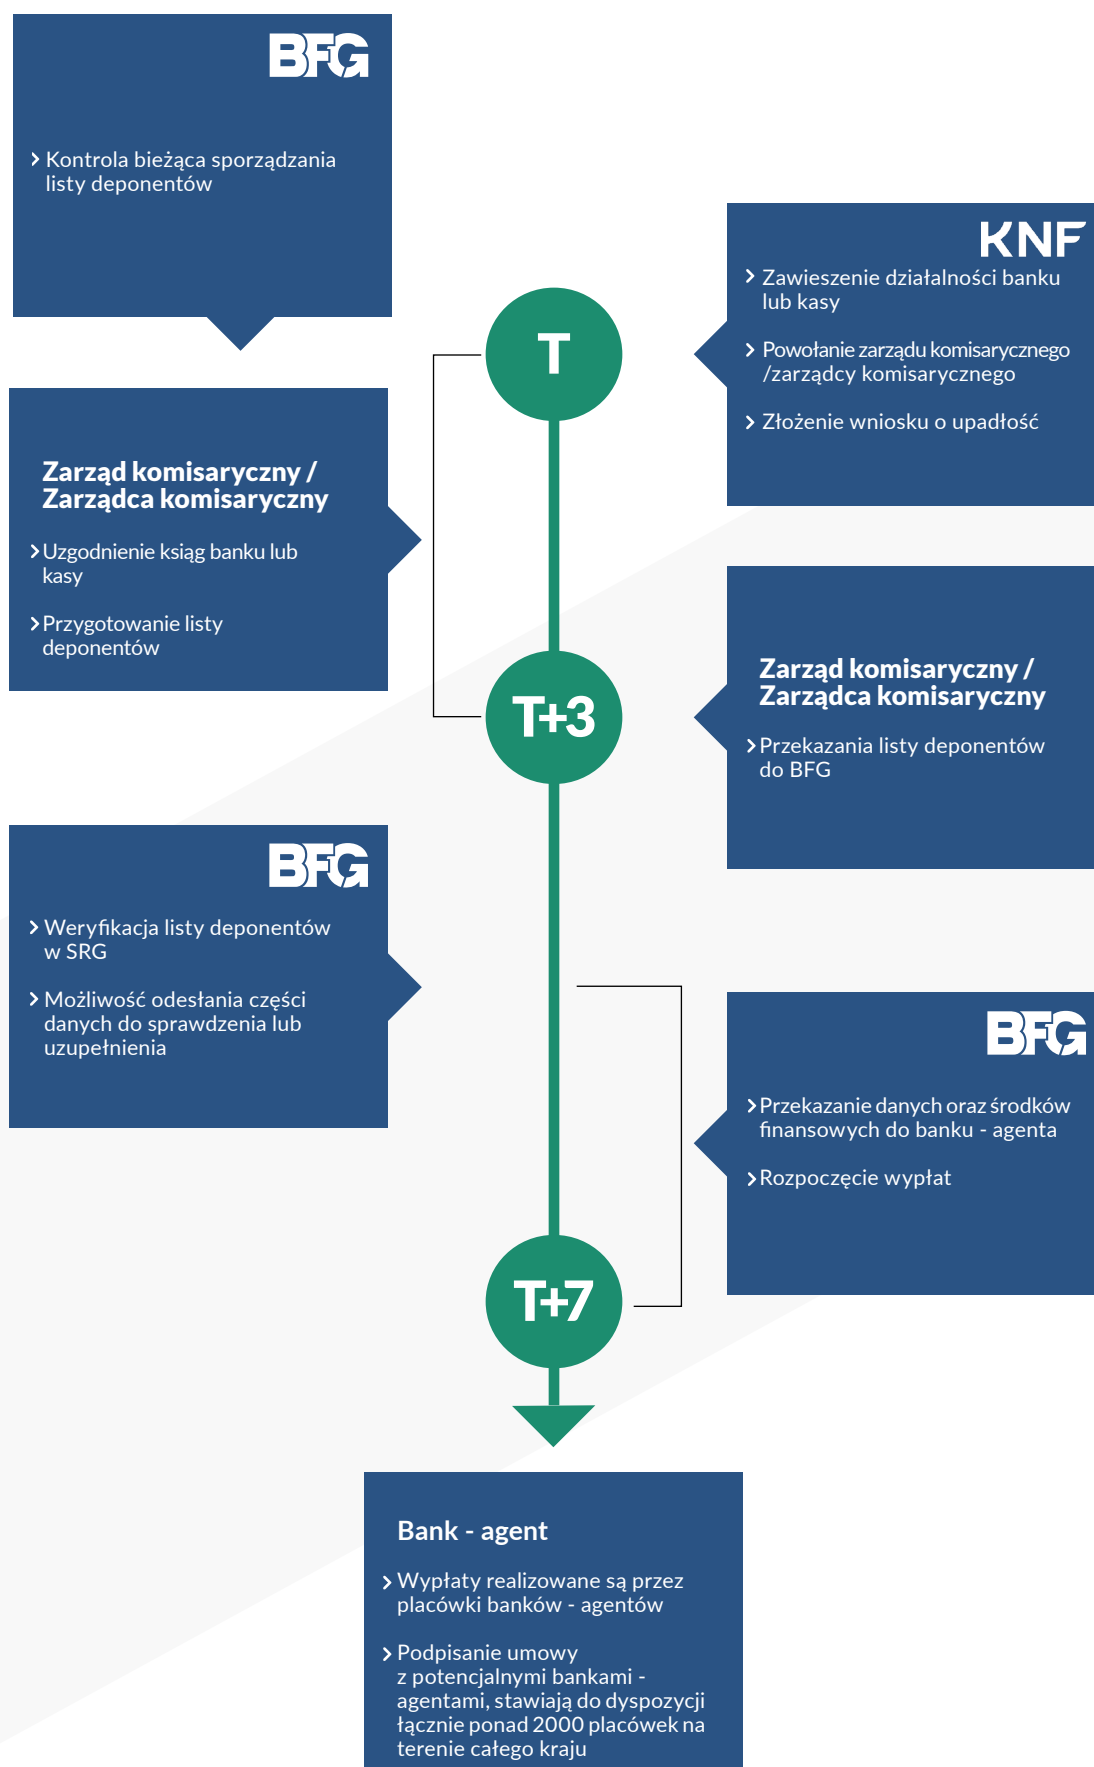 BFG
Kontrola bieżąca sporządzania
listy deponentów
KNF
Zawieszenie działalności banku
lub kasy
Powołanie zarządu komisarycznego
/zarządcy komisarycznego
Złożenie wniosku o upadłość
T
Zarząd komisaryczny /
Zarządca komisaryczny
Uzgodnienie ksiąg banku lub
kasy
Przygotowanie listy
deponentów
T+3
Zarząd komisaryczny /
Zarządca komisaryczny
Przekazania listy deponentów
do BFG
BFG
Weryfikacja listy deponentów
w SRG
Możliwość odesłania części
danych do sprawdzenia lub
uzupełnienia
BFG
Przekazanie danych oraz środków
finansowych do banku - agenta
Rozpoczęcie wypłat
T+7
Bank - agent
Wypłaty realizowane są przez
placówki banków - agentów
Podpisanie umowy
z potencjalnymi bankami -
agentami, stawiają do dyspozycji
łącznie ponad 2000 placówek na
terenie całego kraju